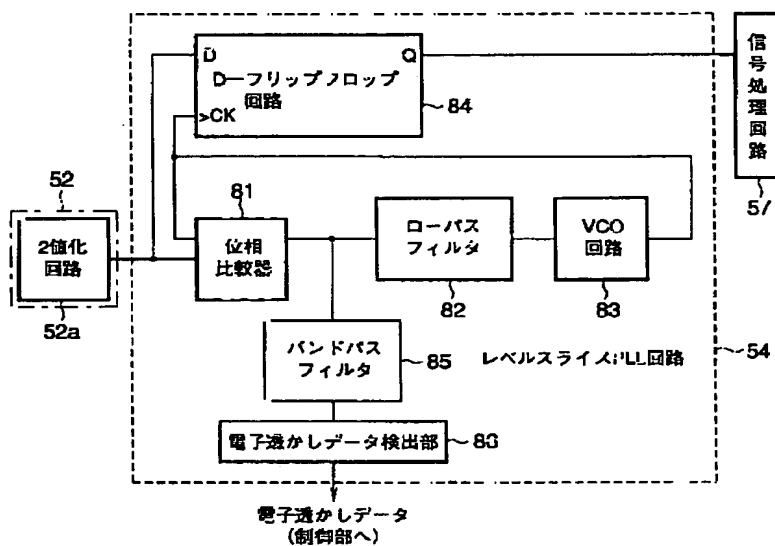 D
Q
D−フリップフロップ
回路
>CK
84
信号処理回路
57
52
2値化
回路
52a
81
位相
比較器
ローパス
フィルタ
82
VCO
回路
83
バンドパス
フィルタ
85
レベルスライスPLL回路
54
電子透かしデータ検出部
86
電子透かしデータ
(制御部へ)